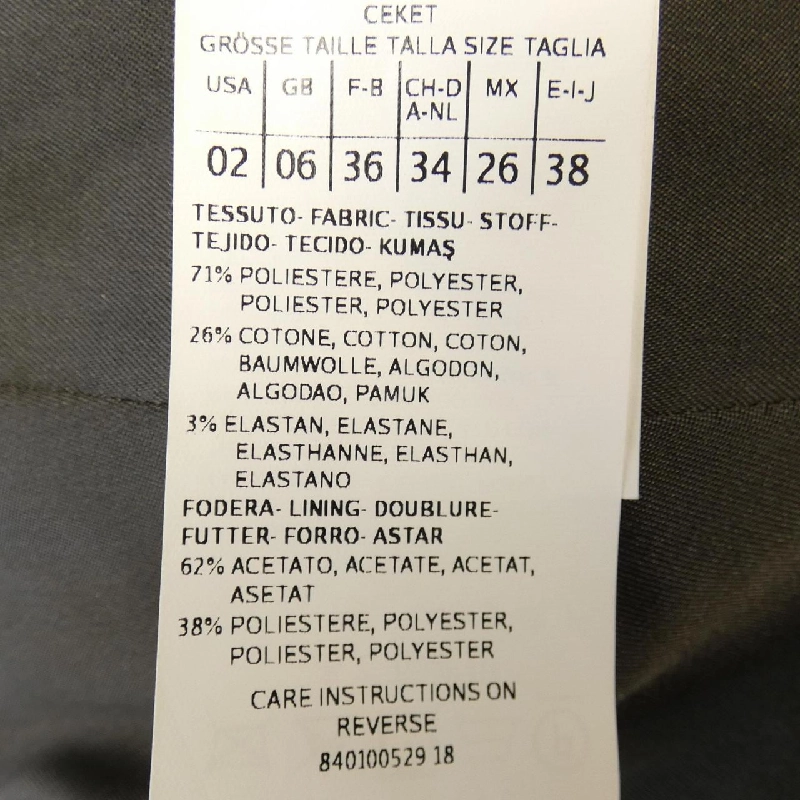 CEKET
GRÖSSE TAILLE TALLA SIZE TAGLIA
USA GB F-B CH-D A-NL MX E-I-J
02 06 36 34 26 38
TESSUTO- FABRIC- TISSU- STOFF-
TEJIDO- TECIDO- KUMAŞ
71% POLIESTERE, POLYESTER,
POLIESTER, POLYESTER
26% COTONE, COTTON, COTON,
BAUMWOLLE, ALGODON,
ALGODAO, PAMUK
3% ELASTAN, ELASTANE,
ELASTHANNE, ELASTHAN,
ELASTANO
FODERA- LINING- DOUBLURE-
FUTTER- FORRO- ASTAR
62% ACETATO, ACETATE, ACETAT,
ASETAT
38% POLIESTERE, POLYESTER,
POLIESTER, POLYESTER
CARE INSTRUCTIONS ON
REVERSE
840100529 18